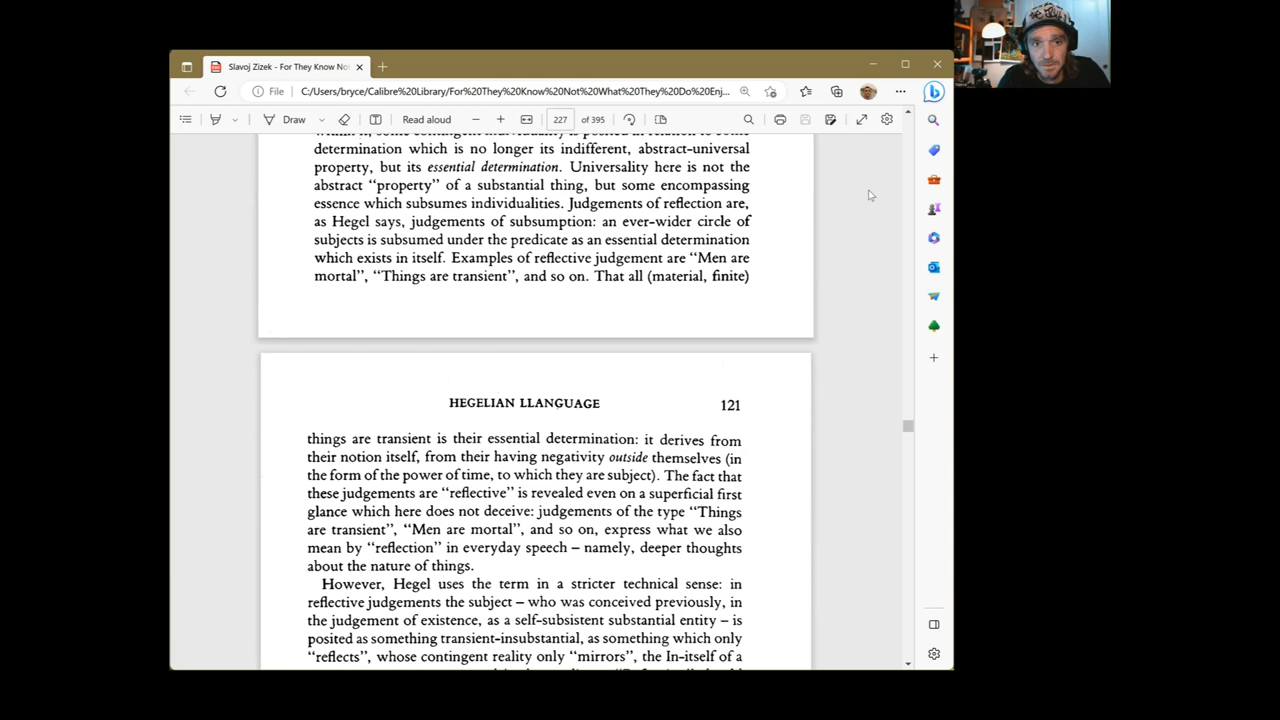 Slavoj Zizek - For They Know No
File
C:/Users/bryce/Calibre%20Library/For%20They%20Know%20Not%20What%20They%20Do%20Enj...
Draw
Read aloud
227
of 395
determination which is no longer its indifferent, abstract-universal
property, but its essential determination. Universality here is not the
abstract “property” of a substantial thing, but some encompassing
essence which subsumes individualities. Judgements of reflection are,
as Hegel says, judgements of subsumption: an ever-wider circle of
subjects is subsumed under the predicate as an essential determination
which exists in itself. Examples of reflective judgement are “Men are
mortal”, “Things are transient”, and so on. That all (material, finite)
HEGELIAN LLANGUAGE
121
things are transient is their essential determination: it derives from
their notion itself, from their having negativity outside themselves (in
the form of the power of time, to which they are subject). The fact that
these judgements are “reflective” is revealed even on a superficial first
glance which here does not deceive: judgements of the type “Things
are transient”, “Men are mortal”, and so on, express what we also
mean by “reflection” in everyday speech – namely, deeper thoughts
about the nature of things.
However, Hegel uses the term in a stricter technical sense: in
reflective judgements the subject – who was conceived previously, in
the judgement of existence, as a self-subsistent substantial entity – is
posited as something transient-insubstantial, as something which only
“reflects”, whose contingent reality only “mirrors”, the In-itself of a